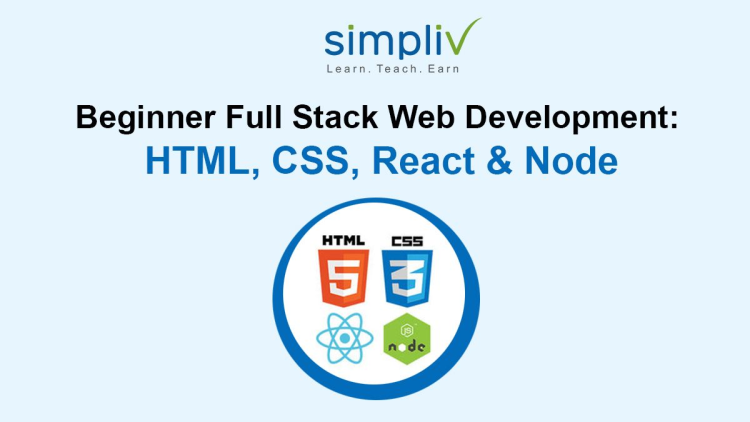 simpliv
Learn. Teach. Earn
Beginner Full Stack Web Development:
HTML, CSS, React & Node
HTML CSS
5 3
JS
node